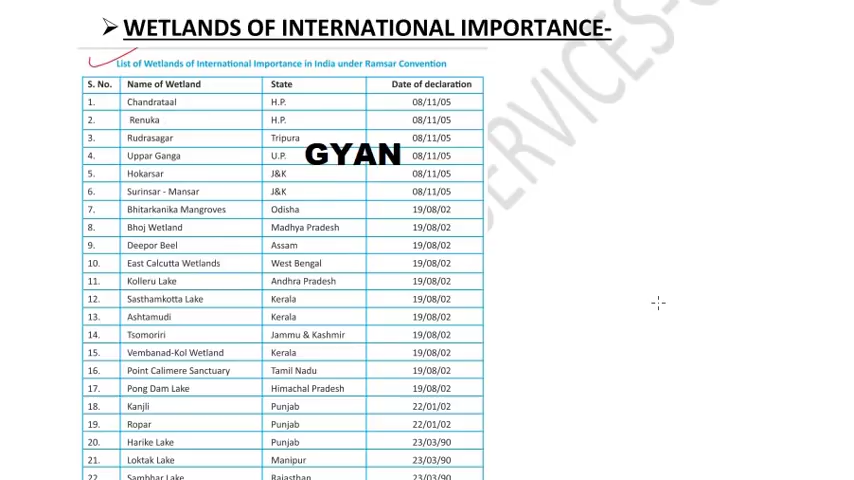 ➢ WETLANDS OF INTERNATIONAL IMPORTANCE-
List of Wetlands of International Importance in India under Ramsar Convention
S. No. Name of Wetland State Date of declaration
1. Chandrataal H.P. 08/11/05
2. Renuka H.P. 08/11/05
3. Rudrasagar Tripura 08/11/05
GYAN
4. Uppar Ganga U.P. 08/11/05
5. Hokarsar J&K 08/11/05
6. Surinsar - Mansar J&K 08/11/05
7. Bhitarkanika Mangroves Odisha 19/08/02
8. Bhoj Wetland Madhya Pradesh 19/08/02
9. Deepor Beel Assam 19/08/02
10. East Calcutta Wetlands West Bengal 19/08/02
11. Kolleru Lake Andhra Pradesh 19/08/02
12. Sasthamkotta Lake Kerala 19/08/02
13. Ashtamudi Kerala 19/08/02
14. Tsomoriri Jammu & Kashmir 19/08/02
15. Vembanad-Kol Wetland Kerala 19/08/02
16. Point Calimere Sanctuary Tamil Nadu 19/08/02
17. Pong Dam Lake Himachal Pradesh 19/08/02
18. Kanjli Punjab 22/01/02
19. Ropar Punjab 22/01/02
20. Harike Lake Punjab 23/03/90
21. Loktak Lake Manipur 23/03/90
22. Sambhar Lake Rajasthan 23/03/90
SERVICES-